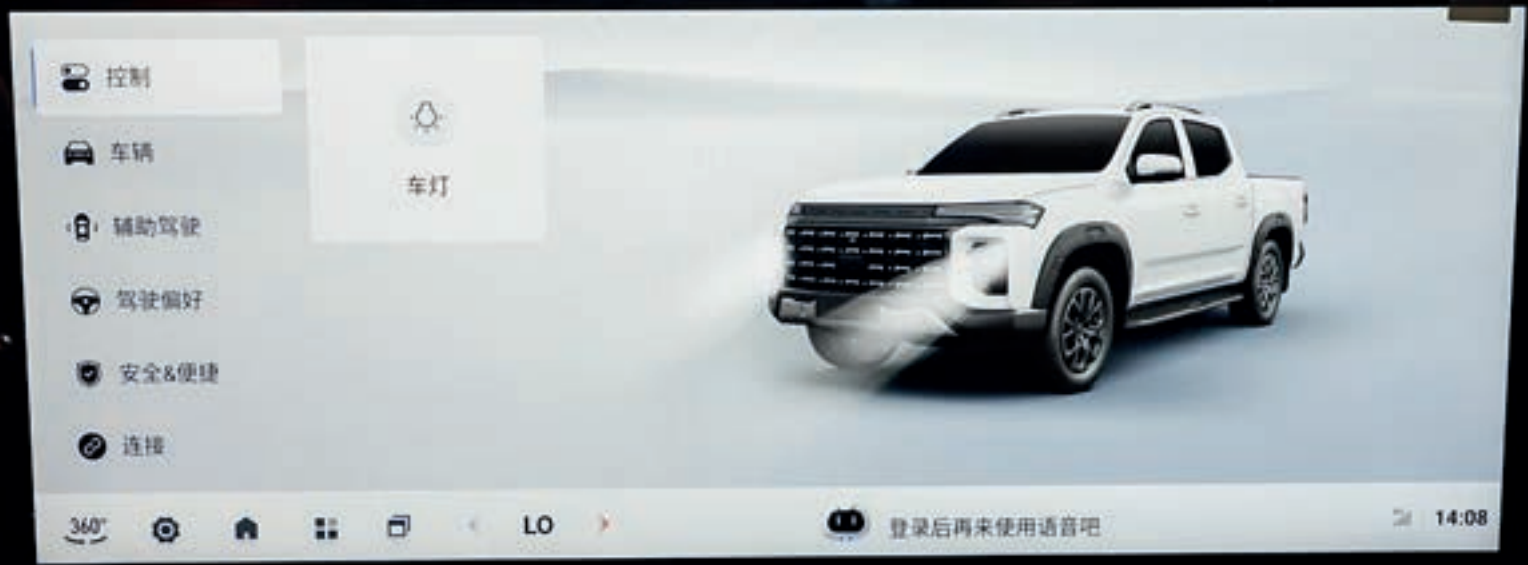 控制
车辆
辅助驾驶
驾驶偏好
安全&便捷
连接
车灯
360°
LO
登录后再来使用语音吧
14:08